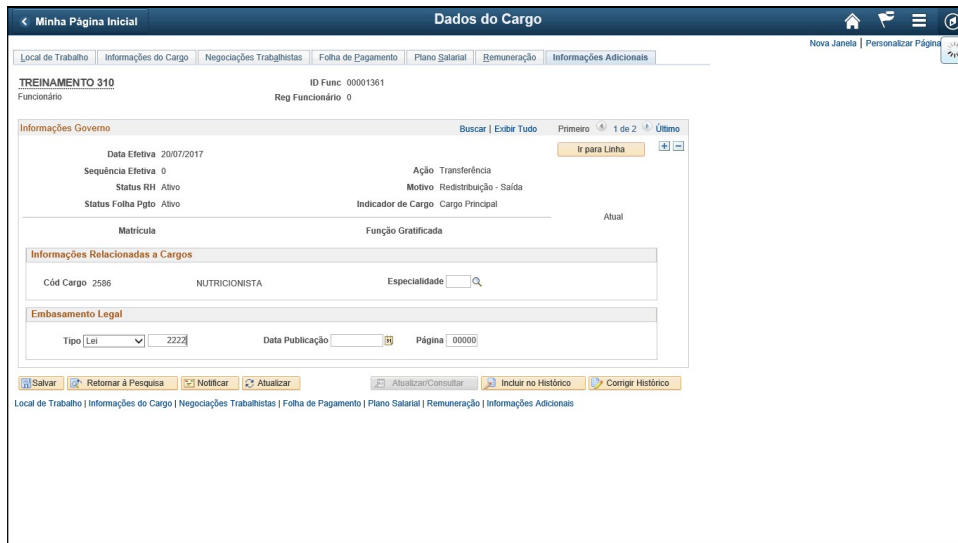 Minha Página Inicial
Dados do Cargo
Nova Janela | Personalizar Página
Local de Trabalho Informações do Cargo Negociações Trabalhistas Folha de Pagamento Plano Salarial Remuneração Informações Adicionais
TREINAMENTO 310 ID Func 00001361
Funcionário Reg Funcionário 0
Informações Governo Buscar | Exibir Tudo Primeiro 1 de 2 Último
Data Efetiva 20/07/2017 Ir para Linha
Sequência Efetiva 0 Ação Transferência
Status RH Ativo Motivo Redistribuição - Saída
Status Folha Pgto Ativo Indicador de Cargo Cargo Principal
Atual
Matrícula Função Gratificada
Informações Relacionadas a Cargos
Cód Cargo 2586 NUTRICIONISTA Especialidade
Embasamento Legal
Tipo Lei 2222 Data Publicação Página 00000
Salvar Retornar à Pesquisa Notificar Atualizar Atualizar/Consultar Incluir no Histórico Corrigir Histórico
Local de Trabalho | Informações do Cargo | Negociações Trabalhistas | Folha de Pagamento | Plano Salarial | Remuneração | Informações Adicionais